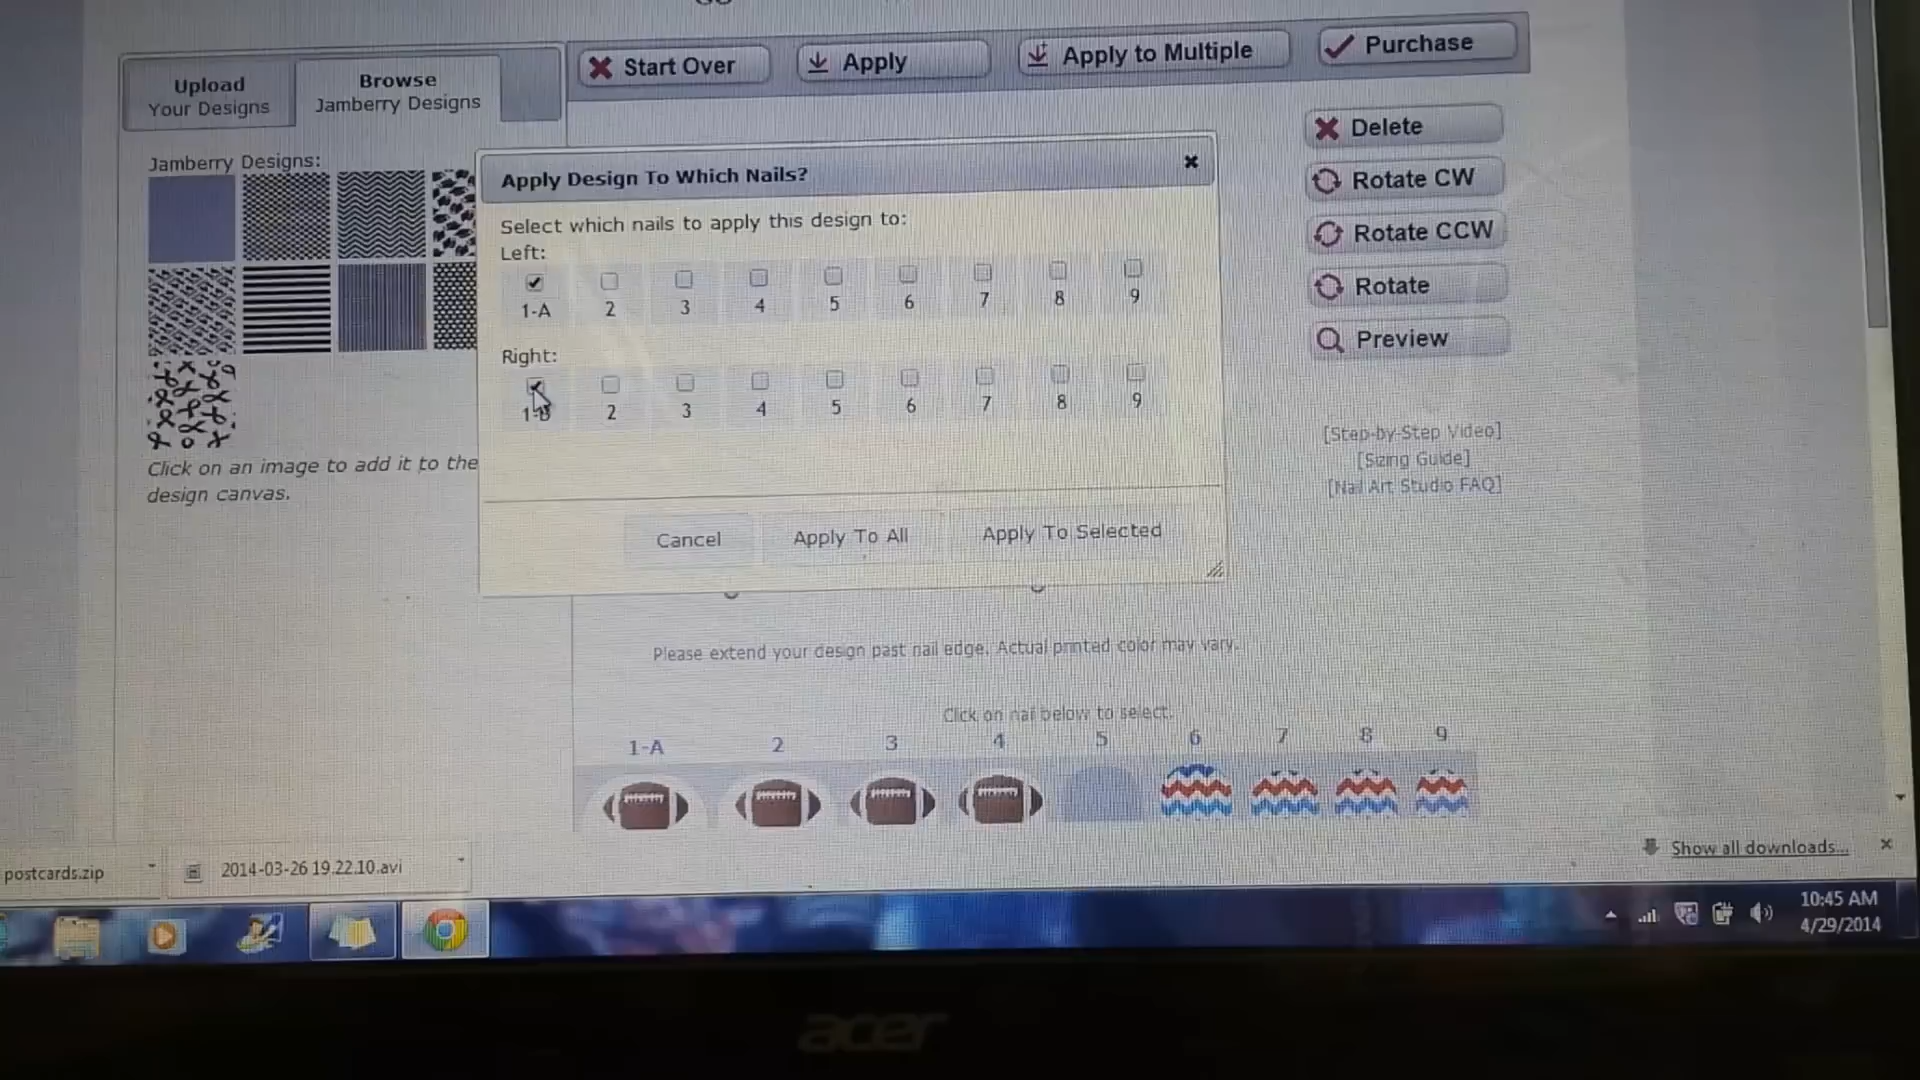 Start Over
Apply
Apply to Multiple
Purchase
Upload
Your Designs
Browse
Jamberry Designs
Delete
Rotate CW
Rotate CCW
Rotate
Preview
Jamberry Designs:
Apply Design To Which Nails?
Select which nails to apply this design to:
Left:
1-A 2 3 4 5 6 7 8 9
Right:
2 3 4 5 6 7 8 9
Click on an image to add it to the
design canvas.
[Step-by-Step Video]
[Sizing Guide]
[Nail Art Studio FAQ]
Cancel
Apply To All
Apply To Selected
Please extend your design past nail edge. Actual printed color may vary.
Click on nail below to select.
1-A 2 3 4 5 6 7 8 9
postcards.zip
2014-03-26 19.22.10.avi
Show all downloads...
10:45 AM
4/29/2014
acer